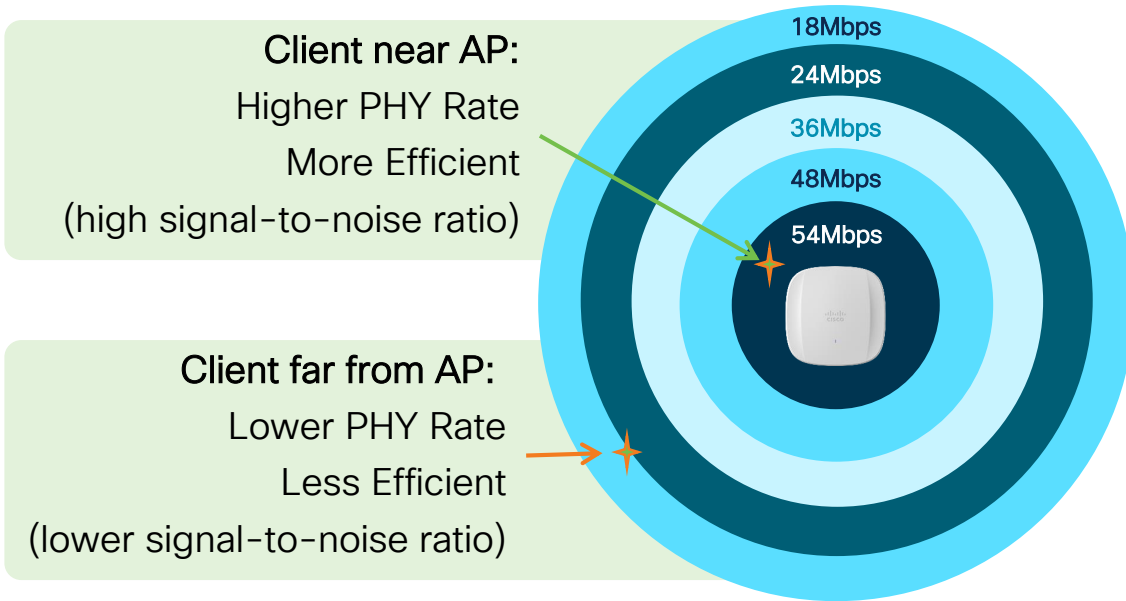 Client near AP:
Higher PHY Rate
More Efficient
(high signal-to-noise ratio)
Client far from AP:
Lower PHY Rate
Less Efficient
(lower signal-to-noise ratio)
18Mbps
24Mbps
36Mbps
48Mbps
54Mbps
CISCO